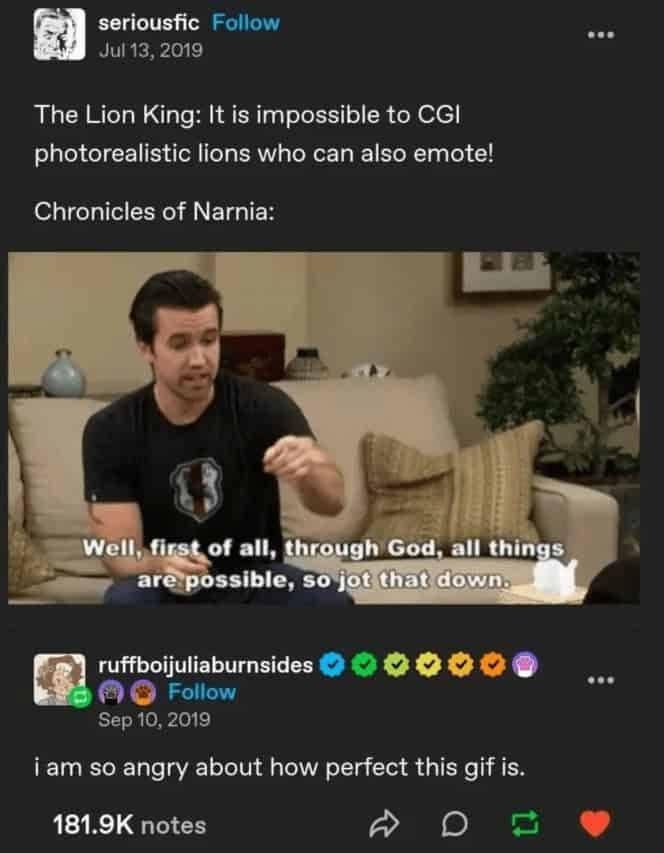 seriousfic Follow
Jul 13, 2019
The Lion King: It is impossible to CGI
photorealistic lions who can also emote!
Chronicles of Narnia:
Well, first of all, through God, all things
are possible, so jot that down.
ruffboijuliaburnsides
Follow
Sep 10, 2019
i am so angry about how perfect this gif is.
181.9K notes